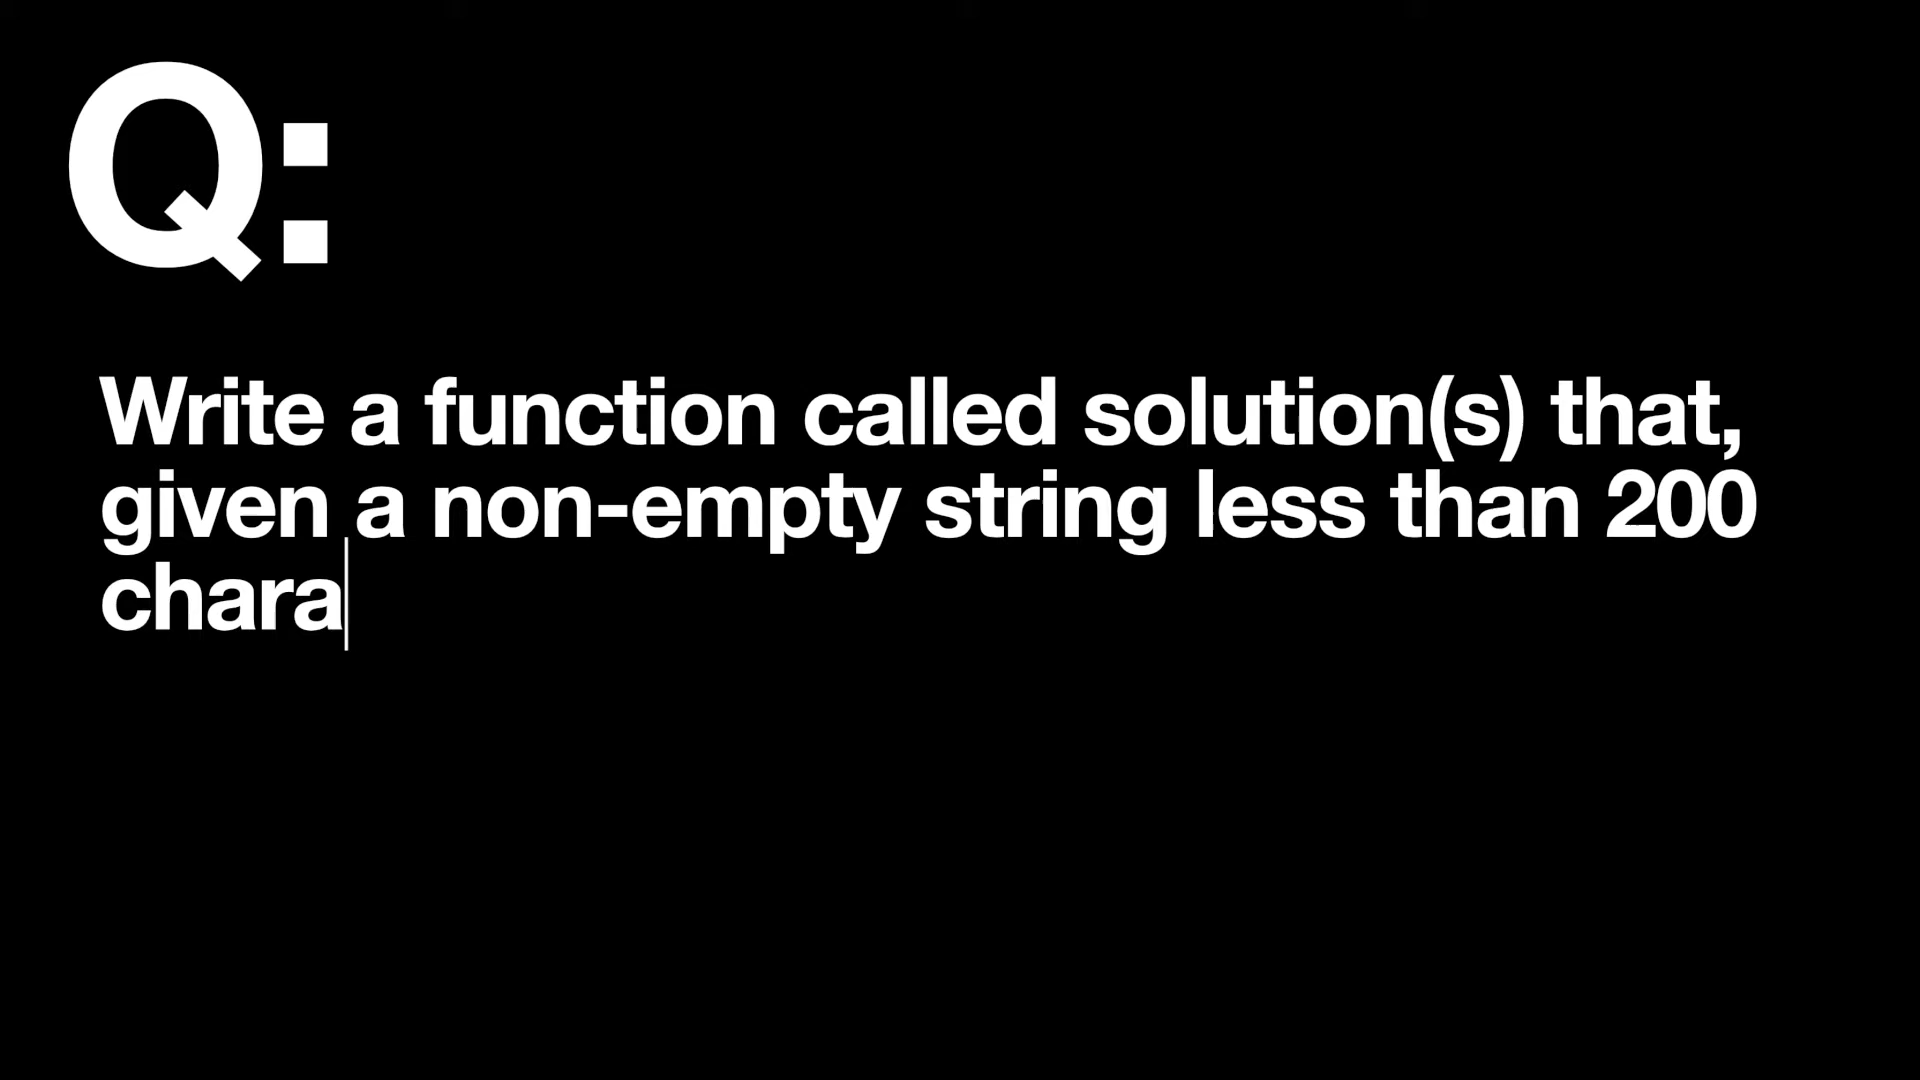 Q:
Write a function called solution(s) that,
given a non-empty string less than 200
chara